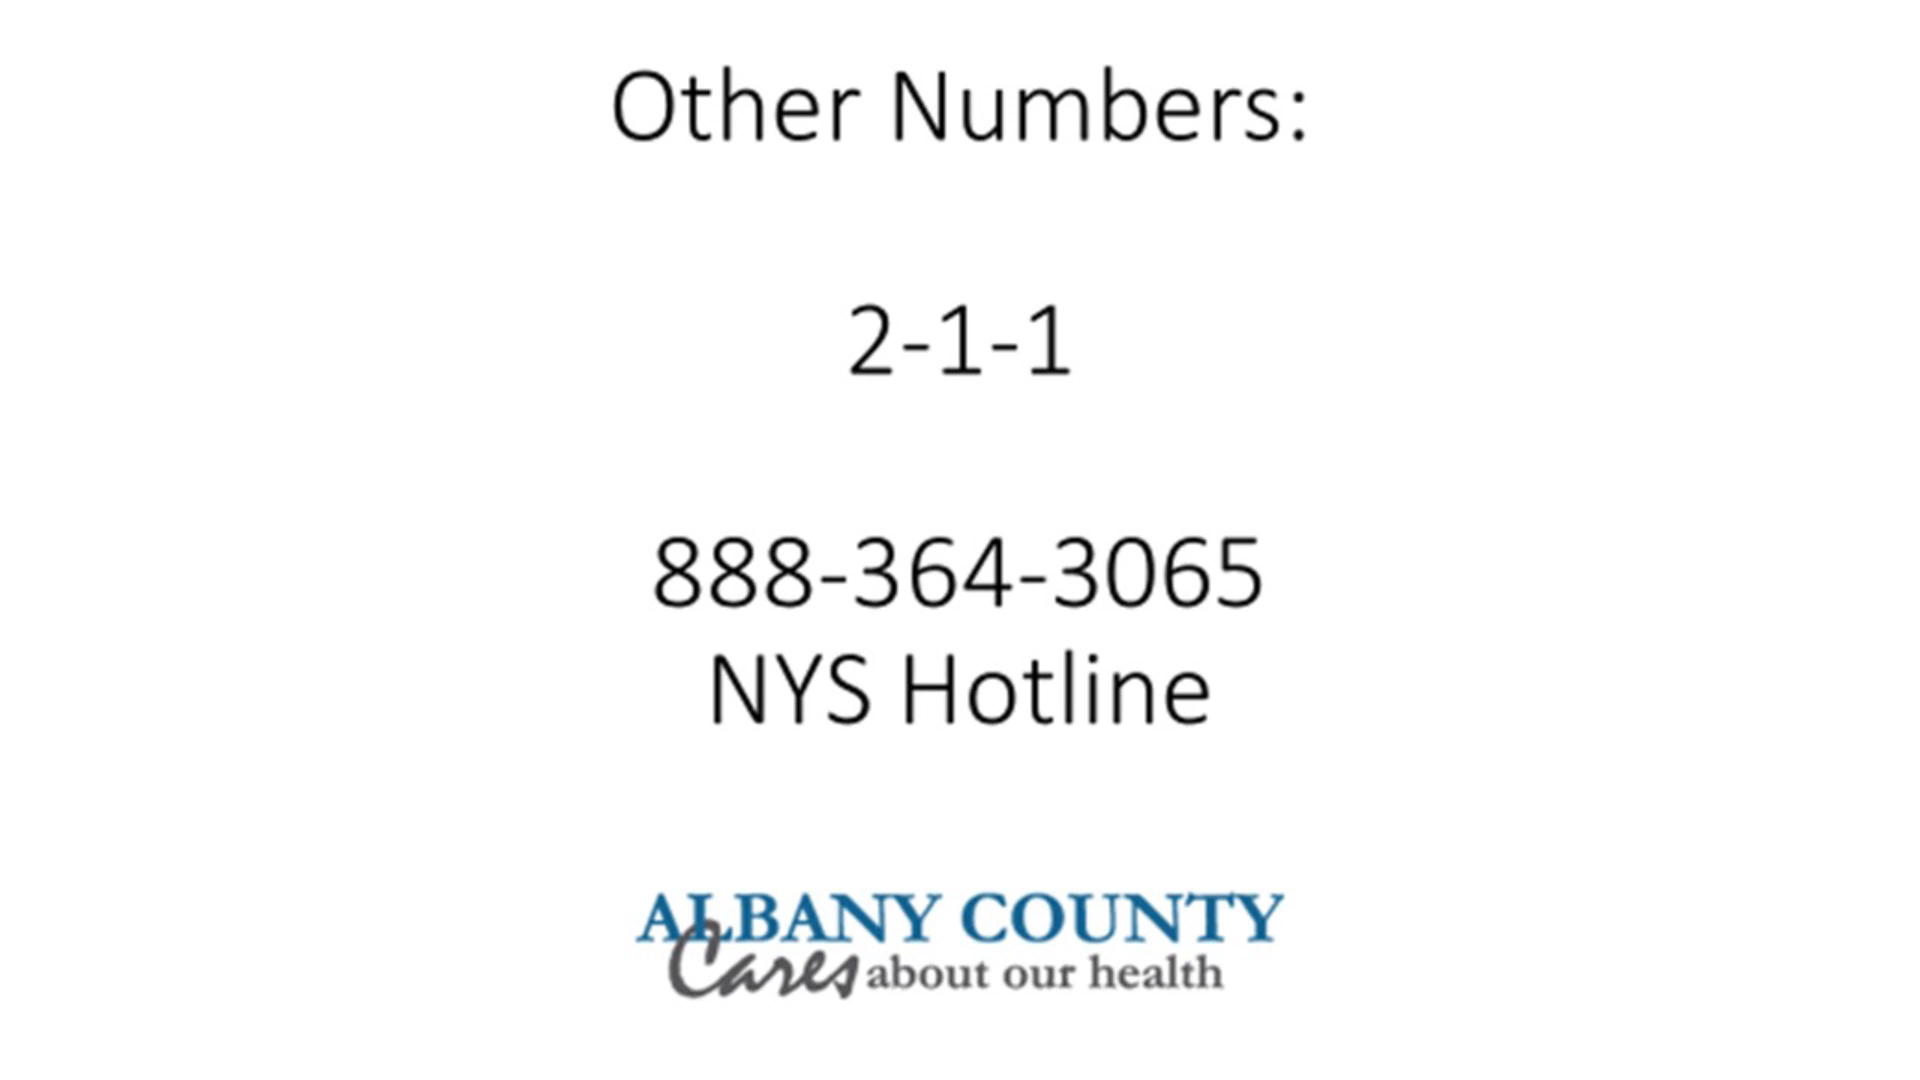 Other Numbers:
2-1-1
888-364-3065
NYS Hotline
ALBANY COUNTY
Cares about our health